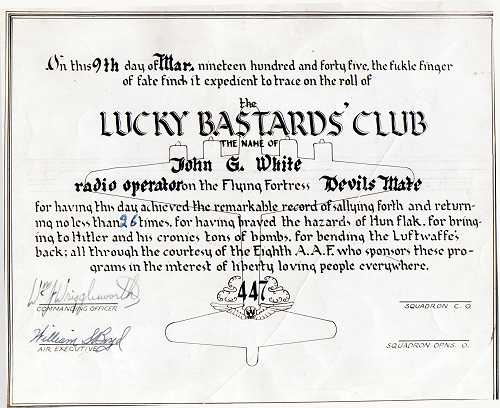 On this 9th day of Mar. nineteen hundred and forty five, the fickle finger
of fate finds it expedient to trace on the roll of
the
LUCKY BASTARDS' CLUB
THE NAME OF
John G. White
radio operator on the Flying Fortress Devils Mate
for having this day achieved the remarkable record of sallying forth and return-
ing no less than 26 times, for having braved the hazards of Hun flak, for bring-
ing to Hitler and his cronies tons of bombs, for bending the Luftwaffe's
back; all through the courtesy of the Eighth A.A.F. who sponsors these pro-
grams in the interest of liberty loving people everywhere.
447
Wm J Wrigglesworth
COMMANDING OFFICER
SQUADRON C. O.
William S Boyd
AIR EXECUTIVE
SQUADRON OPNS. O.